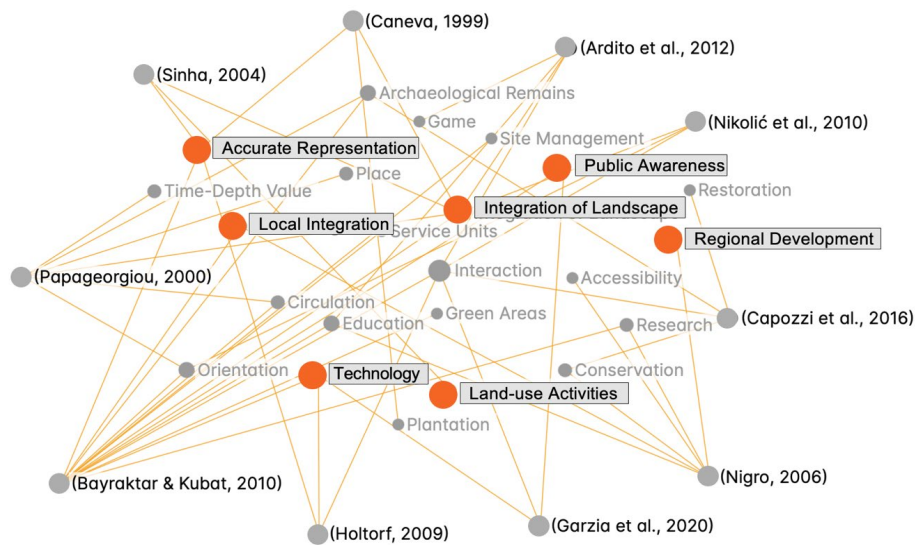 (Caneva, 1999)
(Ardito et al., 2012)
(Sinha, 2004)
Archaeological Remains
Game
(Nikolić et al., 2010)
Site Management
Accurate Representation
Public Awareness
Place
Time-Depth Value
Restoration
Integration of Landscape
Local Integration
Service Units
Regional Development
(Papageorgiou, 2000)
Interaction
Accessibility
Circulation
Green Areas
Education
Research
(Capozzi et al., 2016)
Orientation
Technology
Conservation
Land-use Activities
Plantation
(Bayraktar & Kubat, 2010)
(Nigro, 2006)
(Holtorf, 2009)
(Garzia et al., 2020)